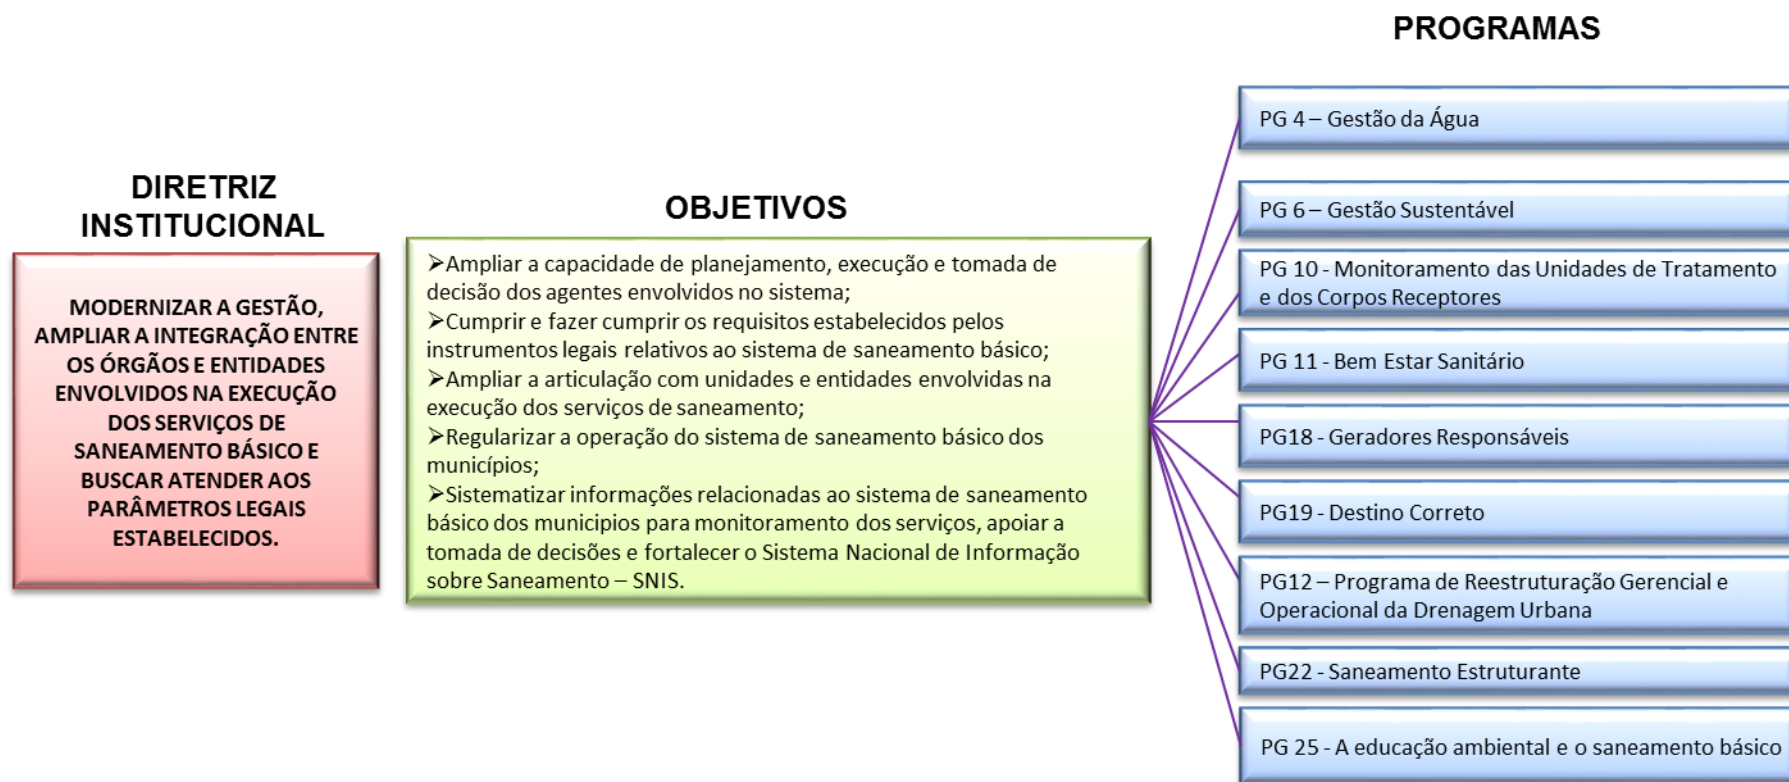 DIRETRIZ
INSTITUCIONAL
MODERNIZAR A GESTÃO,
AMPLIAR A INTEGRAÇÃO ENTRE
OS ÓRGÃOS E ENTIDADES
ENVOLVIDOS NA EXECUÇÃO
DOS SERVIÇOS DE
SANEAMENTO BÁSICO E
BUSCAR ATENDER AOS
PARÂMETROS LEGAIS
ESTABELECIDOS.
OBJETIVOS
➢Ampliar a capacidade de planejamento, execução e tomada de
decisão dos agentes envolvidos no sistema;
➢Cumprir e fazer cumprir os requisitos estabelecidos pelos
instrumentos legais relativos ao sistema de saneamento básico;
➢Ampliar a articulação com unidades e entidades envolvidas na
execução dos serviços de saneamento;
➢Regularizar a operação do sistema de saneamento básico dos
municípios;
➢Sistematizar informações relacionadas ao sistema de saneamento
básico dos municipios para monitoramento dos serviços, apoiar a
tomada de decisões e fortalecer o Sistema Nacional de Informação
sobre Saneamento – SNIS.
PROGRAMAS
PG 4 – Gestão da Água
PG 6 – Gestão Sustentável
PG 10 - Monitoramento das Unidades de Tratamento
e dos Corpos Receptores
PG 11 - Bem Estar Sanitário
PG18 - Geradores Responsáveis
PG19 - Destino Correto
PG12 – Programa de Reestruturação Gerencial e
Operacional da Drenagem Urbana
PG22 - Saneamento Estruturante
PG 25 - A educação ambiental e o saneamento básico